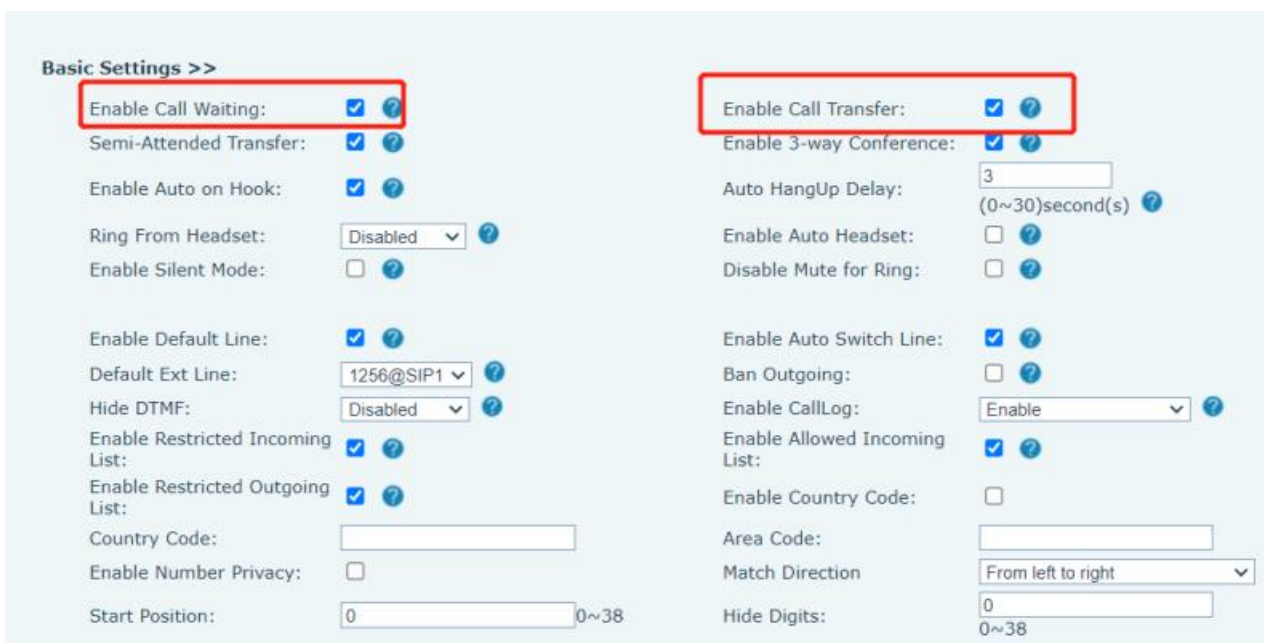 Basic Settings >>
Enable Call Waiting: ? Enable Call Transfer: ?
Semi-Attended Transfer: ? Enable 3-way Conference: ?
Enable Auto on Hook: ? Auto HangUp Delay: 3
(0~30)second(s) ?
Ring From Headset: Disabled ? Enable Auto Headset: ?
Enable Silent Mode: ? Disable Mute for Ring: ?
Enable Default Line: ? Enable Auto Switch Line: ?
Default Ext Line: 1256@SIP1 ? Ban Outgoing: ?
Hide DTMF: Disabled ? Enable CallLog: Enable ?
Enable Restricted Incoming
List: ?
Enable Allowed Incoming
List: ?
Enable Restricted Outgoing
List: ?
Enable Country Code:
Country Code: Area Code:
Enable Number Privacy: Match Direction From left to right
Start Position: 0 0~38 Hide Digits: 0
0~38